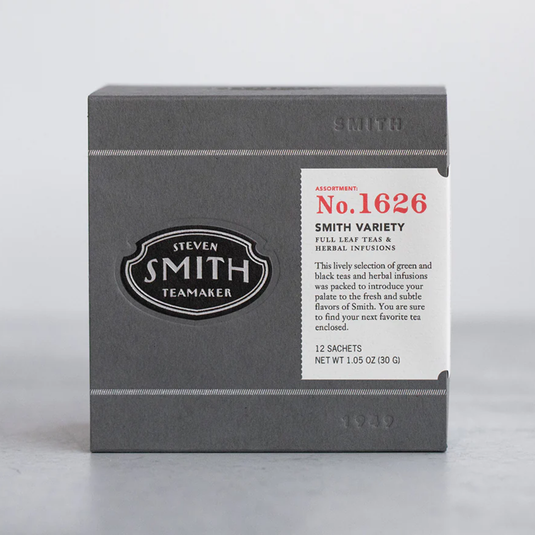 SMITH
STEVEN
SMITH
TEAMAKER
ASSORTMENT:
No.1626
SMITH VARIETY
FULL LEAF TEAS &
HERBAL INFUSIONS
This lively selection of green and
black teas and herbal infusions
was packed to introduce your
palate to the fresh and subtle
flavors of Smith. You are sure
to find your next favorite tea
enclosed.
12 SACHETS
NET WT 1.05 OZ (30 G)
1949